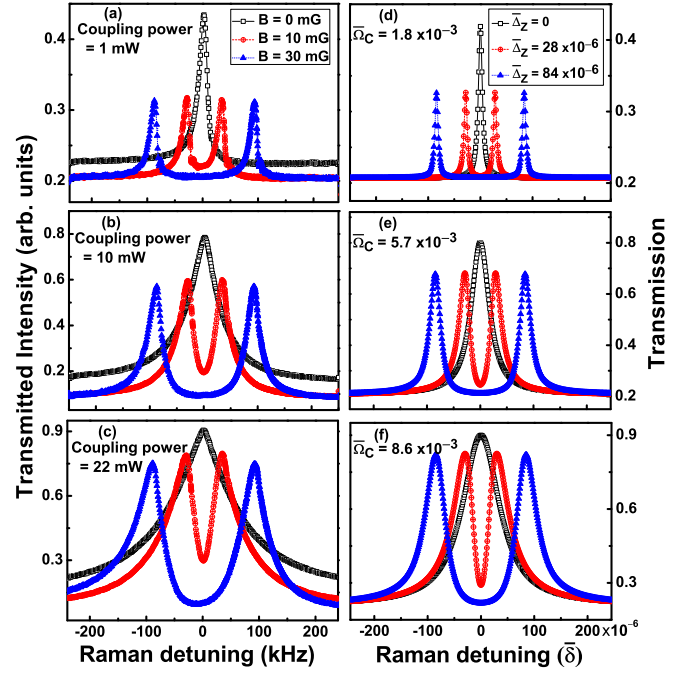 (a)
Coupling power
= 1 mW
B = 0 mG
B = 10 mG
B = 30 mG
0.4
0.3
0.2
(b)
Coupling power
= 10 mW
0.8
0.6
0.4
0.2
(c)
Coupling power
= 22 mW
0.9
0.6
0.3
-200 -100 0 100 200
Raman detuning (kHz)
Transmitted Intensity (arb. units)
(d)
Ω̅C = 1.8 x10⁻³
Δ̅Z = 0
Δ̅Z = 28 x10⁻⁶
Δ̅Z = 84 x10⁻⁶
0.4
0.3
0.2
(e)
Ω̅C = 5.7 x10⁻³
0.8
0.6
0.4
0.2
(f)
Ω̅C = 8.6 x10⁻³
0.9
0.6
0.3
-200 -100 0 100 200 x10⁻⁶
Raman detuning (δ̅)
Transmission